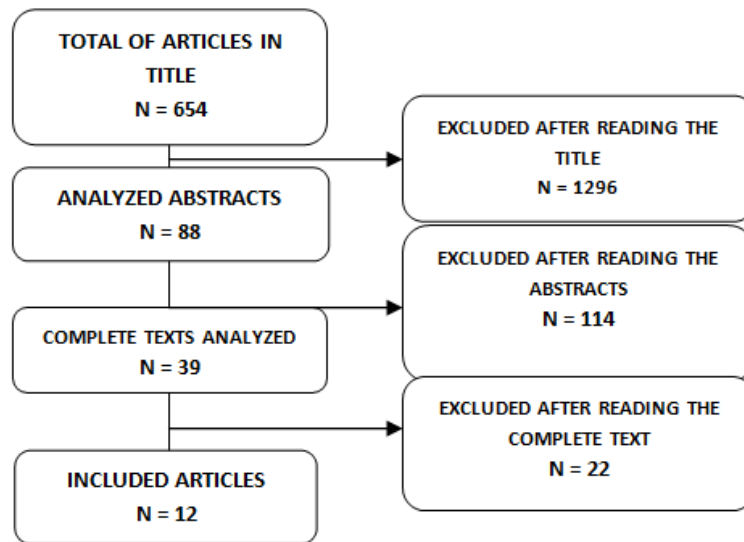 TOTAL OF ARTICLES IN
TITLE
N = 654
EXCLUDED AFTER READING THE
TITLE
N = 1296
ANALYZED ABSTRACTS
N = 88
EXCLUDED AFTER READING THE
ABSTRACTS
N = 114
COMPLETE TEXTS ANALYZED
N = 39
EXCLUDED AFTER READING THE
COMPLETE TEXT
N = 22
INCLUDED ARTICLES
N = 12